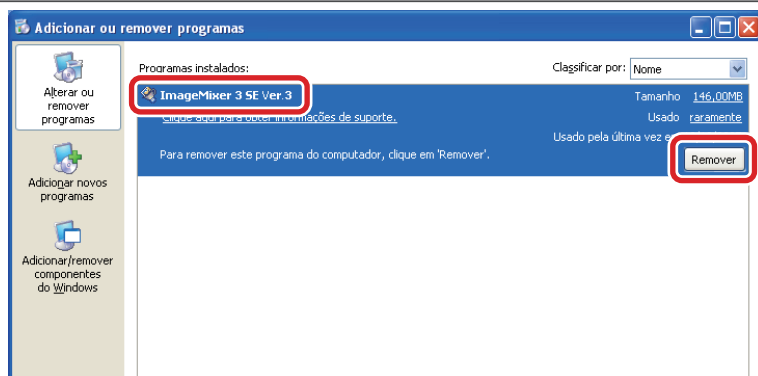 Adicionar ou remover programas
Alterar ou
remover
programas
Adicionar novos
programas
Adicionar/remover
componentes
do Windows
Programas instalados:
Classificar por: Nome
ImageMixer 3 SE Ver.3
Tamanho 146,00MB
Clique aqui para obter informações de suporte.
Usado raramente
Usado pela última vez e
Para remover este programa do computador, clique em 'Remover'.
Remover